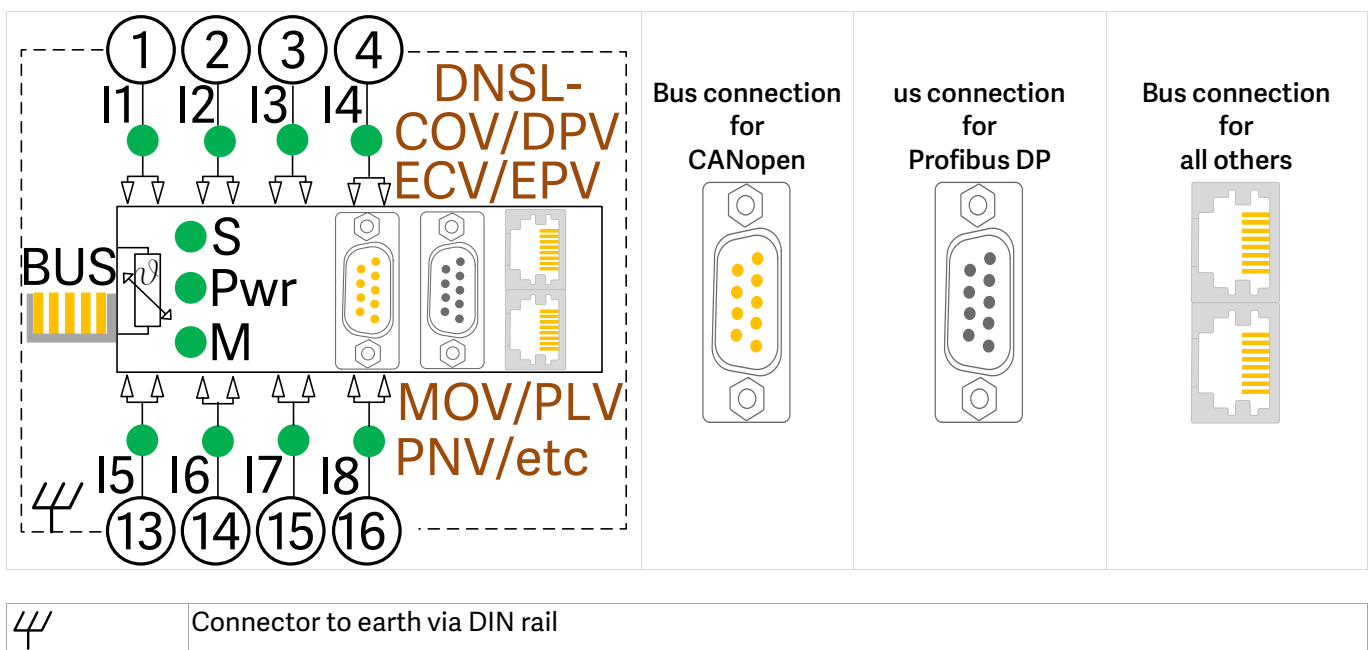 1 2 3 4
I1 I2 I3 I4
DNSL-
COV/DPV
ECV/EPV
BUS
ϑ
S
Pwr
M
MOV/PLV
PNV/etc
I5 I6 I7 I8
13 14 15 16
Bus connection
for
CANopen
us connection
for
Profibus DP
Bus connection
for
all others
Connector to earth via DIN rail